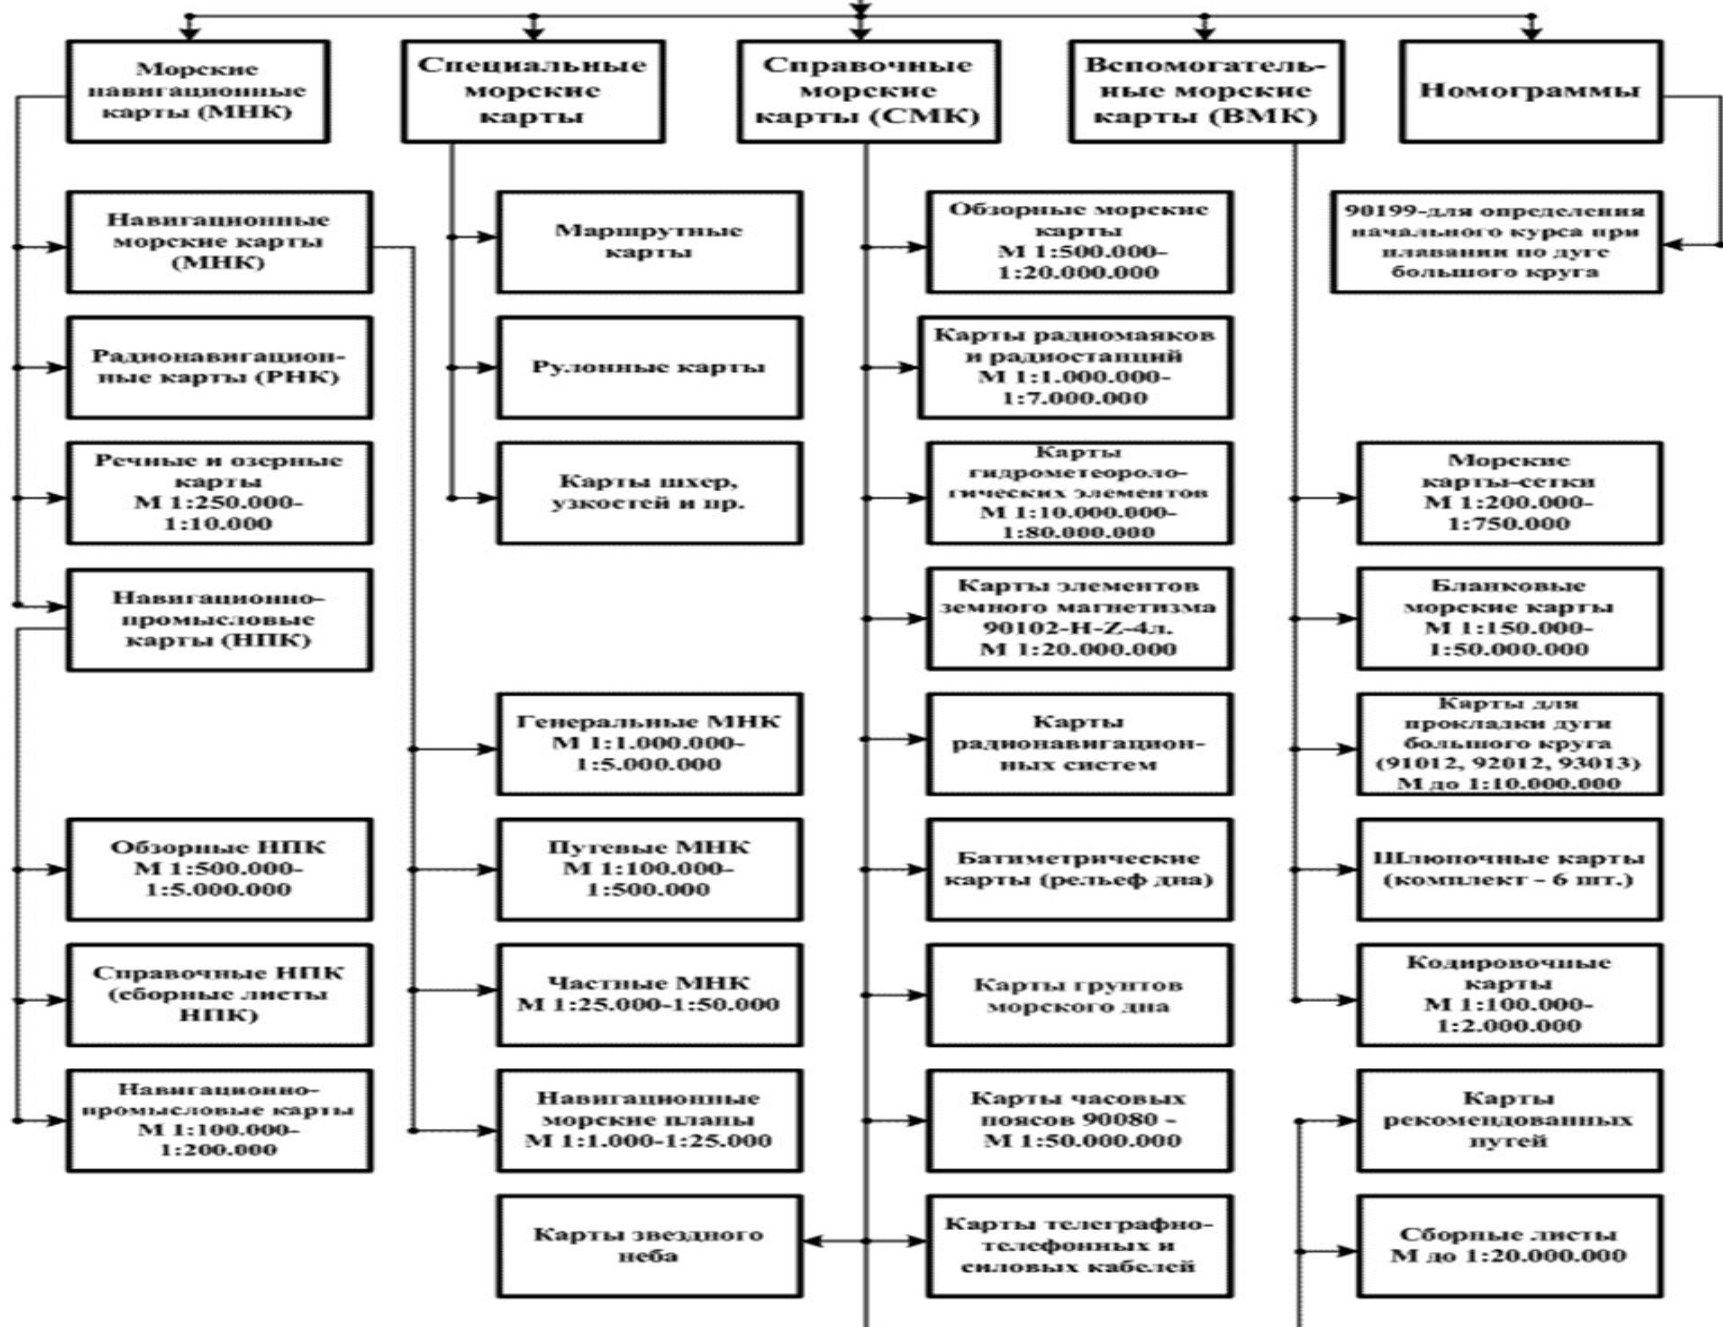 Морские
навигационные
карты (МНК)
Специальные
морские
карты
Справочные
морские
карты (СМК)
Вспомогатель-
ные морские
карты (ВМК)
Номограммы
Навигационные
морские карты
(МНК)
Радионавигацион-
ные карты (РНК)
Речные и озерные
карты
М 1:250.000-
1:10.000
Навигационно-
промысловые
карты (НПК)
Обзорные НПК
М 1:500.000-
1:5.000.000
Справочные НПК
(сборные листы
НПК)
Навигационно-
промысловые карты
М 1:100.000-
1:200.000
Маршрутные
карты
Рулонные карты
Карты шхер,
узкостей и пр.
Генеральные МНК
М 1:1.000.000-
1:5.000.000
Путевые МНК
М 1:100.000-
1:500.000
Частные МНК
М 1:25.000-1:50.000
Навигационные
морские планы
М 1:1.000-1:25.000
Карты звездного
неба
Обзорные морские
карты
М 1:500.000-
1:20.000.000
Карты радиомаяков
и радиостанций
М 1:1.000.000-
1:7.000.000
Карты
гидрометеороло-
гических элементов
М 1:10.000.000-
1:80.000.000
Карты элементов
земного магнетизма
90102-Н-Z-4л.
М 1:20.000.000
Карты
радионавигацион-
ных систем
Батиметрические
карты (рельеф дна)
Карты грунтов
морского дна
Карты часовых
поясов 90080 -
М 1:50.000.000
Карты телеграфно-
телефонных и
силовых кабелей
90199-для определения
начального курса при
плавании по дуге
большого круга
Морские
карты-сетки
М 1:200.000-
1:750.000
Бланковые
морские карты
М 1:150.000-
1:50.000.000
Карты для
прокладки дуги
большого круга
(91012, 92012, 93013)
М до 1:10.000.000
Шлюпочные карты
(комплект - 6 шт.)
Кодировочные
карты
М 1:100.000-
1:2.000.000
Карты
рекомендованных
путей
Сборные листы
М до 1:20.000.000